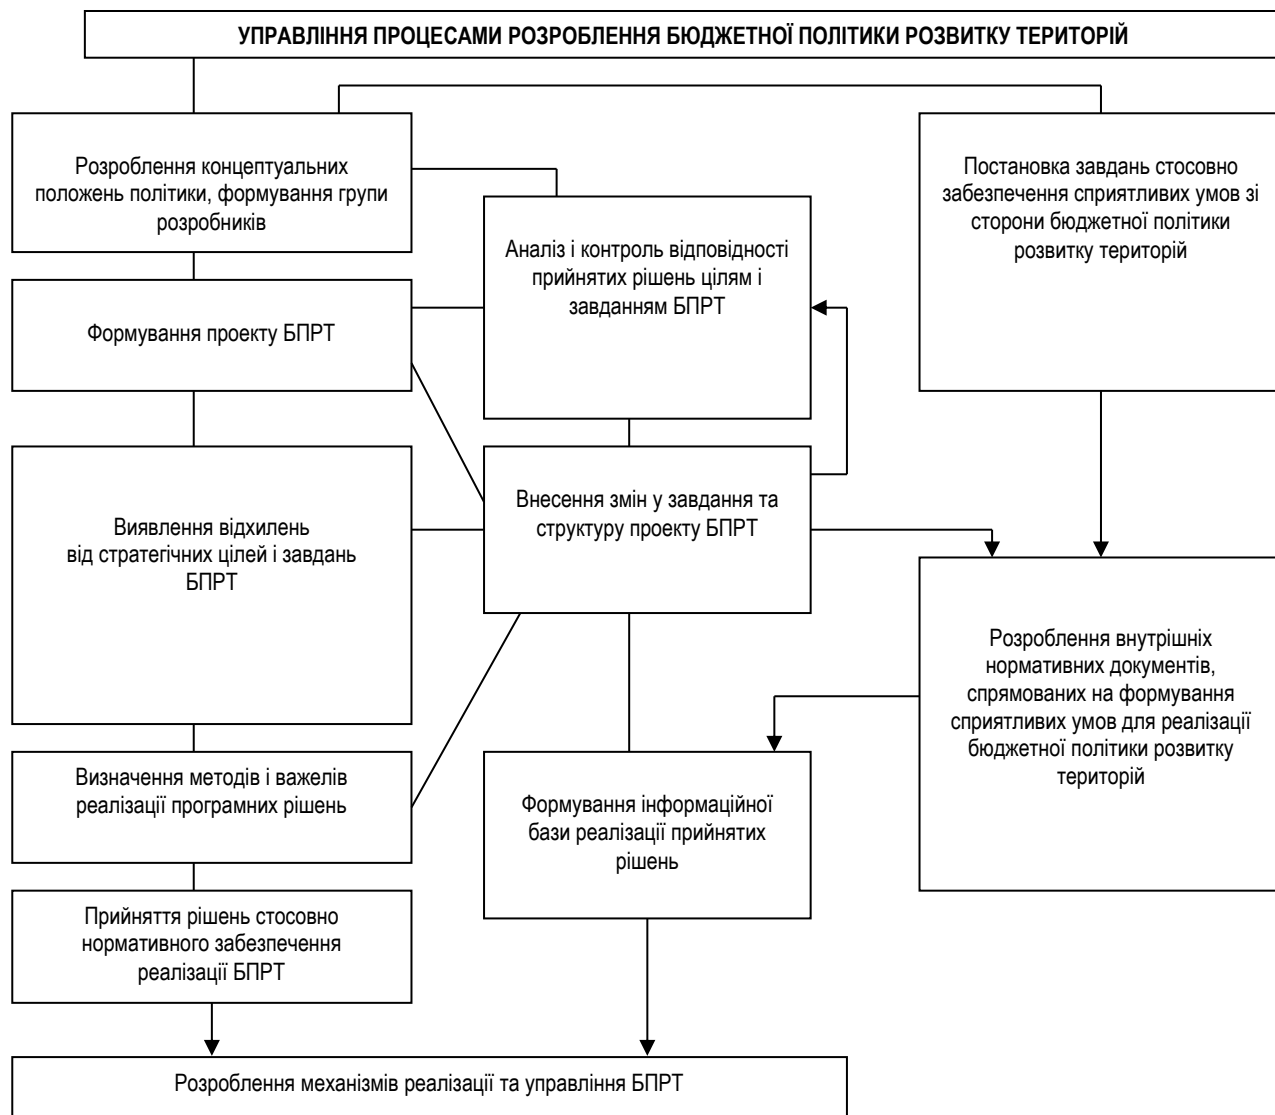 УПРАВЛІННЯ ПРОЦЕСАМИ РОЗРОБЛЕННЯ БЮДЖЕТНОЇ ПОЛІТИКИ РОЗВИТКУ ТЕРИТОРІЙ
Розроблення концептуальних
положень політики, формування групи
розробників
Постановка завдань стосовно
забезпечення сприятливих умов зі
сторони бюджетної політики
розвитку територій
Аналіз і контроль відповідності
прийнятих рішень цілям і
завданням БПРТ
Формування проекту БПРТ
Виявлення відхилень
від стратегічних цілей і завдань
БПРТ
Внесення змін у завдання та
структуру проекту БПРТ
Розроблення внутрішніх
нормативних документів,
спрямованих на формування
сприятливих умов для реалізації
бюджетної політики розвитку
територій
Визначення методів і важелів
реалізації програмних рішень
Формування інформаційної
бази реалізації прийнятих
рішень
Прийняття рішень стосовно
нормативного забезпечення
реалізації БПРТ
Розроблення механізмів реалізації та управління БПРТ